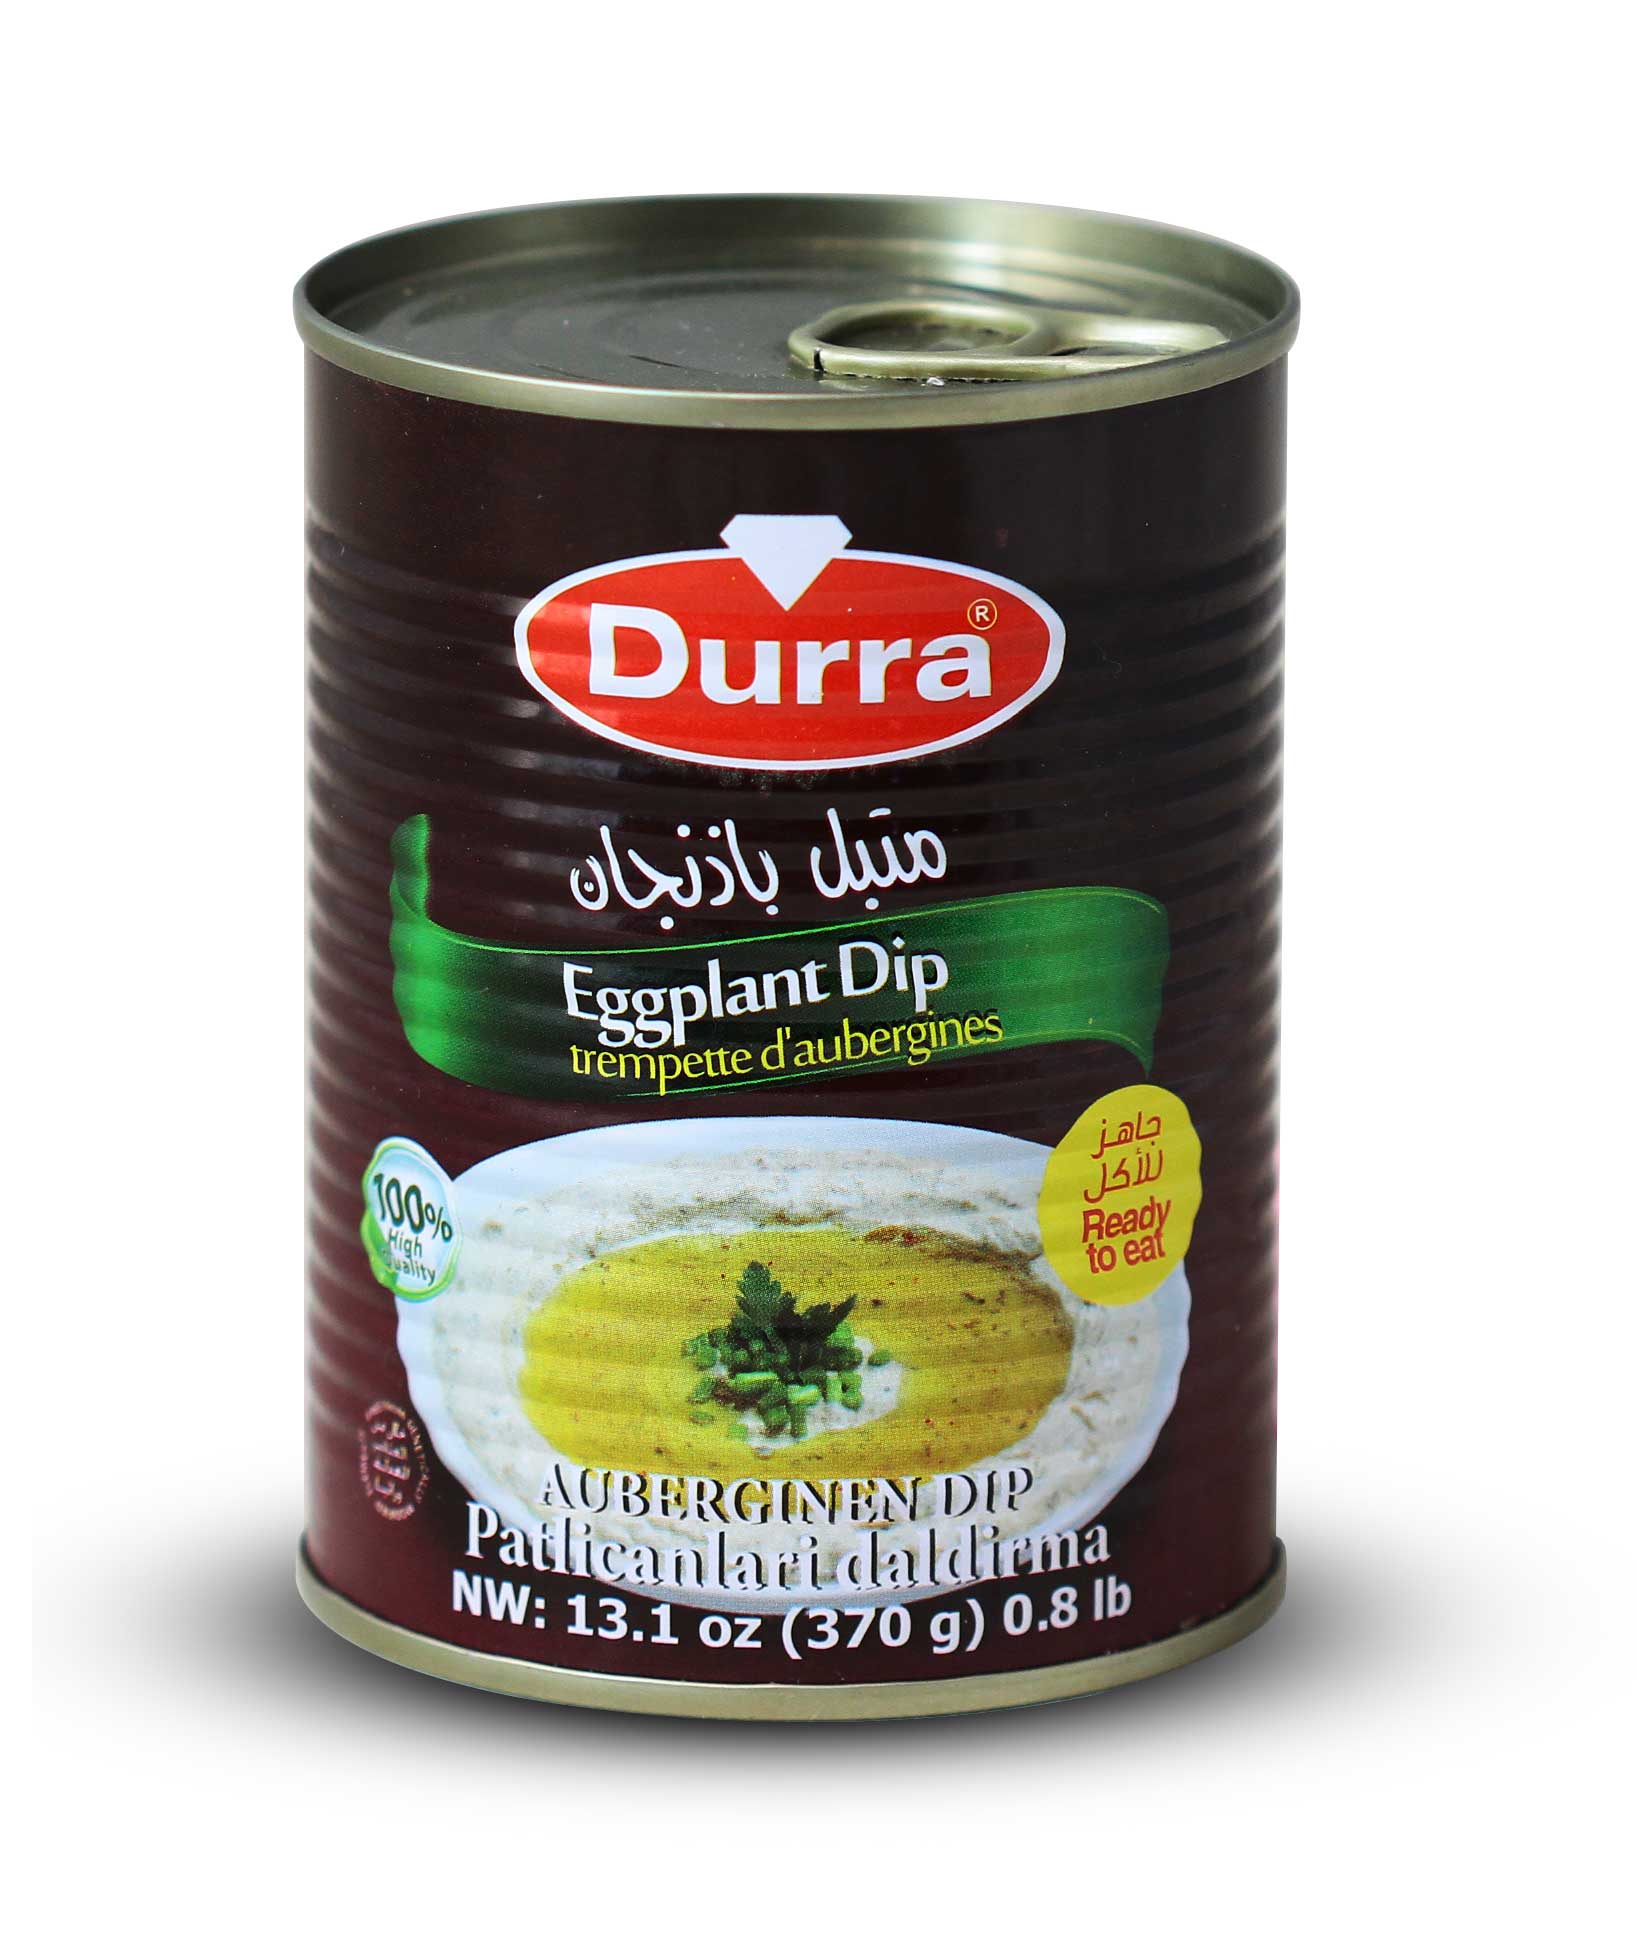 Durra®
متبل باذنجان
Eggplant Dip
trempette d'aubergines
جاهز
للأكل
Ready
to eat
100%
High
Quality
AUBERGINEN DIP
Patlicanlari daldirma
NW: 13.1 oz (370 g) 0.8 lb